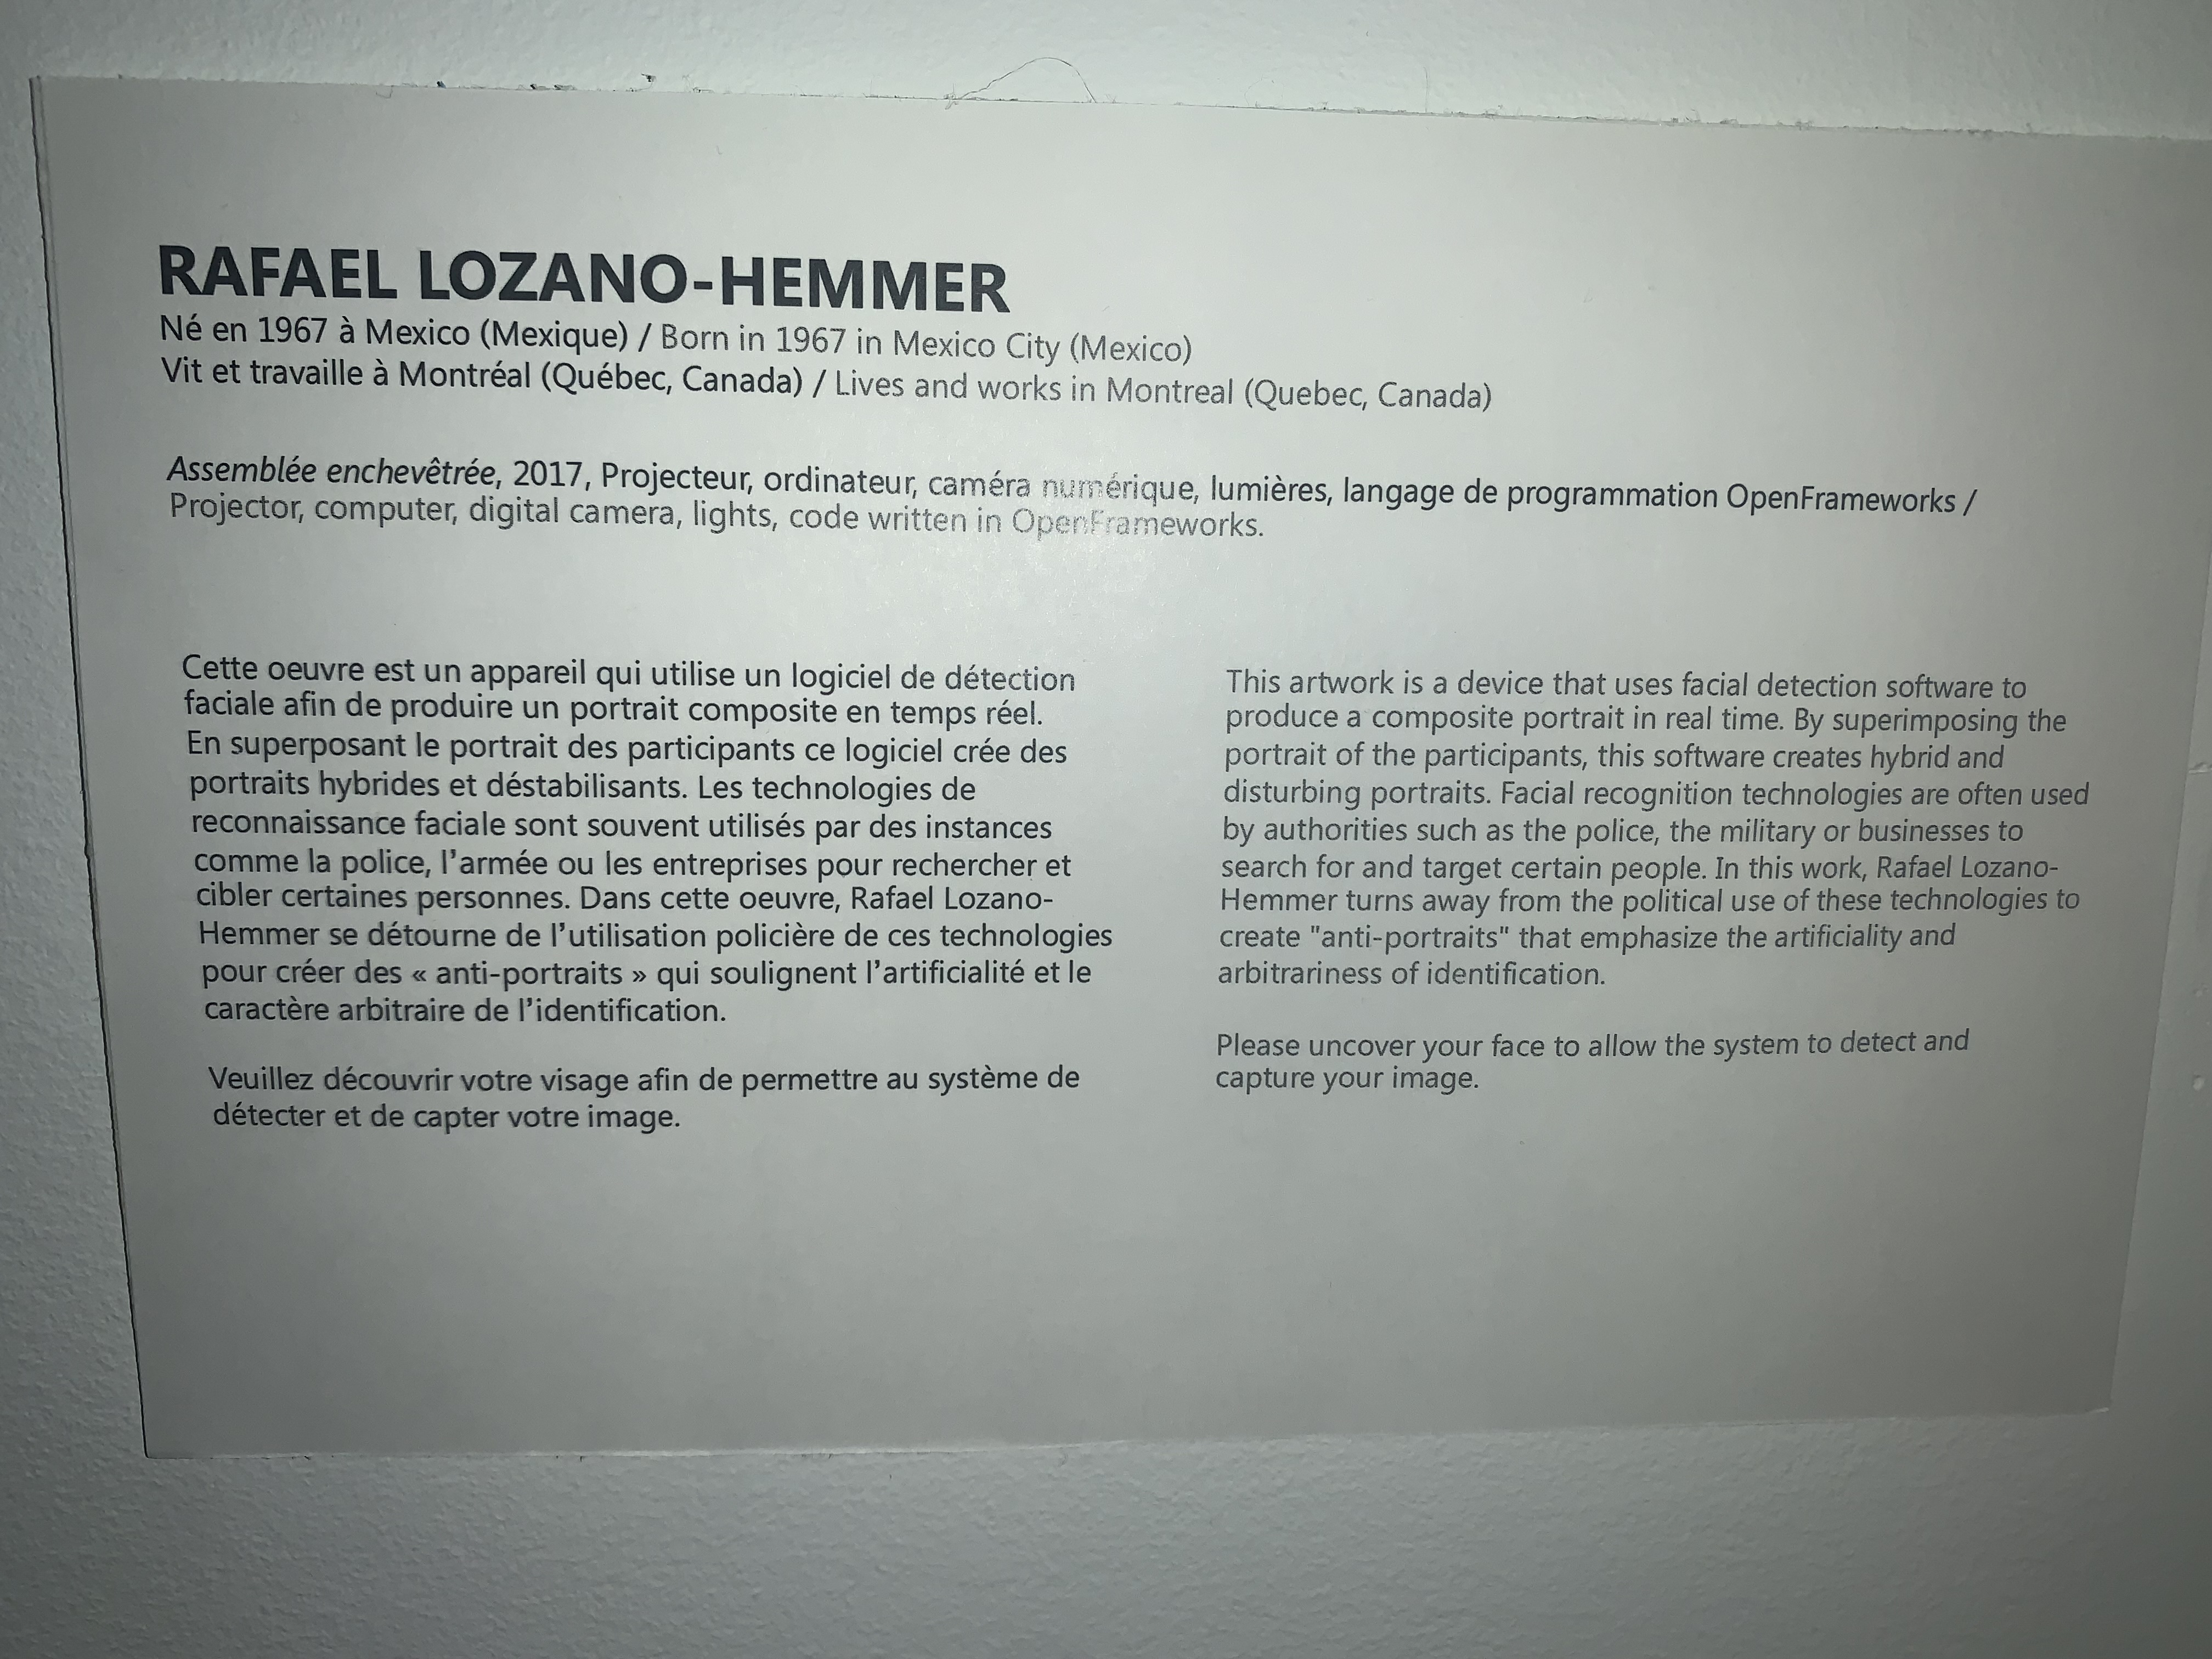 RAFAEL LOZANO-HEMMER
Né en 1967 à Mexico (Mexique) / Born in 1967 in Mexico City (Mexico)
Vit et travaille à Montréal (Québec, Canada) / Lives and works in Montreal (Quebec, Canada)
Assemblée enchevêtrée, 2017, Projecteur, ordinateur, caméra numérique, lumières, langage de programmation OpenFrameworks /
Projector, computer, digital camera, lights, code written in OpenFrameworks.
Cette oeuvre est un appareil qui utilise un logiciel de détection
faciale afin de produire un portrait composite en temps réel.
En superposant le portrait des participants ce logiciel crée des
portraits hybrides et déstabilisants. Les technologies de
reconnaissance faciale sont souvent utilisés par des instances
comme la police, l'armée ou les entreprises pour rechercher et
cibler certaines personnes. Dans cette oeuvre, Rafael Lozano-
Hemmer se détourne de l'utilisation policière de ces technologies
pour créer des « anti-portraits » qui soulignent l'artificialité et le
caractère arbitraire de l'identification.
Veuillez découvrir votre visage afin de permettre au système de
détecter et de capter votre image.
This artwork is a device that uses facial detection software to
produce a composite portrait in real time. By superimposing the
portrait of the participants, this software creates hybrid and
disturbing portraits. Facial recognition technologies are often used
by authorities such as the police, the military or businesses to
search for and target certain people. In this work, Rafael Lozano-
Hemmer turns away from the political use of these technologies to
create "anti-portraits" that emphasize the artificiality and
arbitrariness of identification.
Please uncover your face to allow the system to detect and
capture your image.